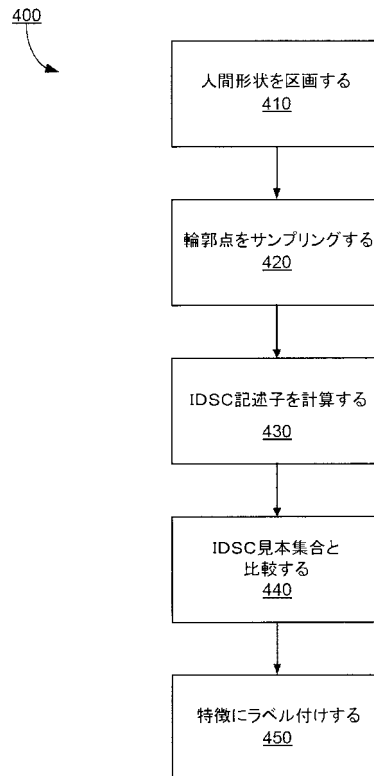 400
人間形状を区画する
410
輪郭点をサンプリングする
420
IDSC記述子を計算する
430
IDSC見本集合と
比較する
440
特徴にラベル付けする
450